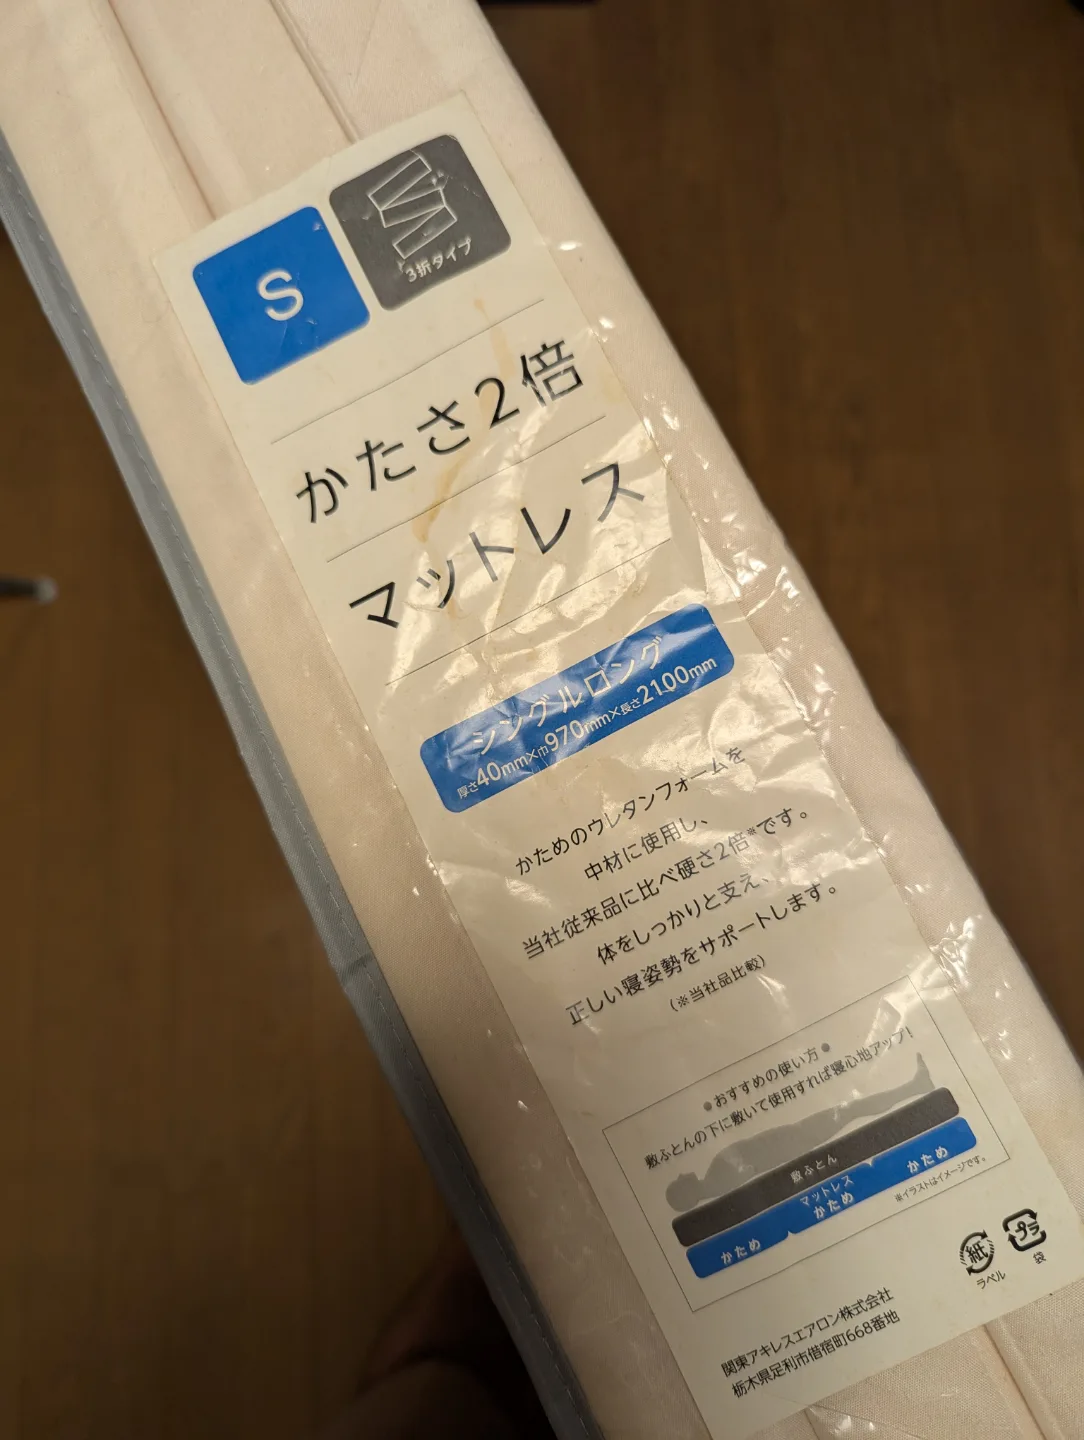 S
3折タイプ
かたさ2倍
マットレス
シングルロング
厚さ40mm×巾970mm×長さ2100mm
かためのウレタンフォームを
中材に使用し、
当社従来品に比べ硬さ2倍※です。
体をしっかりと支え、
正しい寝姿勢をサポートします。
(※当社品比較)
●おすすめの使い方●
敷ふとんの下に敷いて使用すれば寝心地アップ!
敷ふとん
マットレス
かため
かため
かため
※イラストはイメージです。
紙
ラベル
プラ
袋
関東アキレスエアロン株式会社
栃木県足利市借宿町668番地